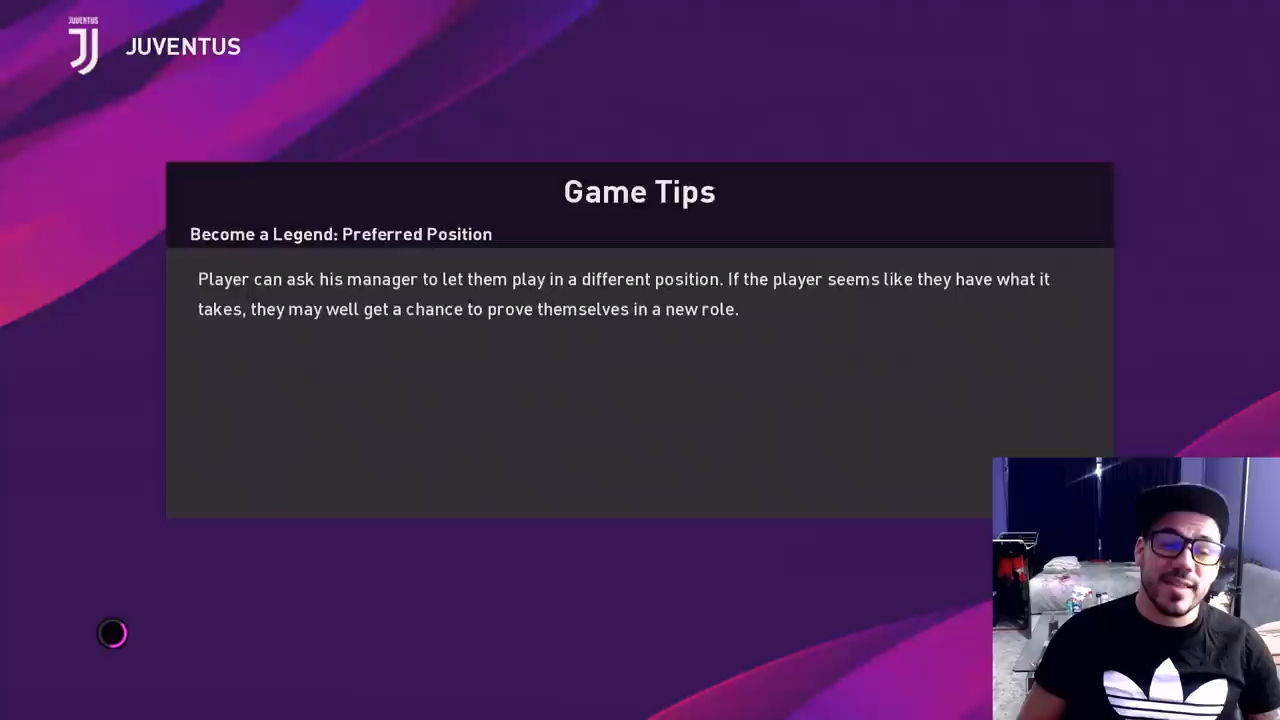 JUVENTUS
JUVENTUS
Game Tips
Become a Legend: Preferred Position
Player can ask his manager to let them play in a different position. If the player seems like they have what it
takes, they may well get a chance to prove themselves in a new role.